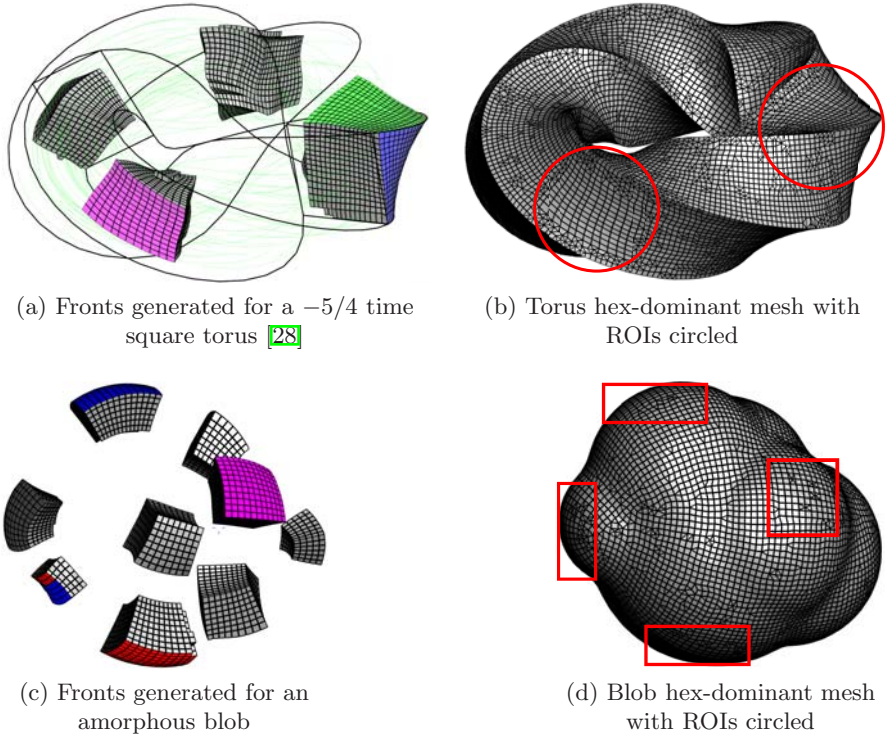 (a) Fronts generated for a −5/4 time
square torus [28]
(b) Torus hex-dominant mesh with
ROIs circled
(c) Fronts generated for an
amorphous blob
(d) Blob hex-dominant mesh
with ROIs circled